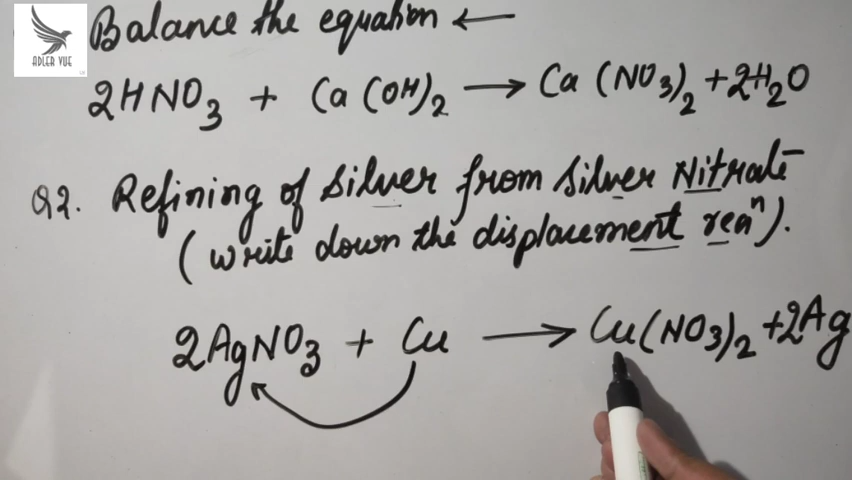 Balance the equation ←
ADLER VUE
2HNO3 + Ca(OH)2 → Ca(NO3)2 + 2H2O
Q2. Refining of silver from silver Nitrate
(write down the displacement reaⁿ).
2AgNO3 + Cu → Cu(NO3)2 + 2Ag